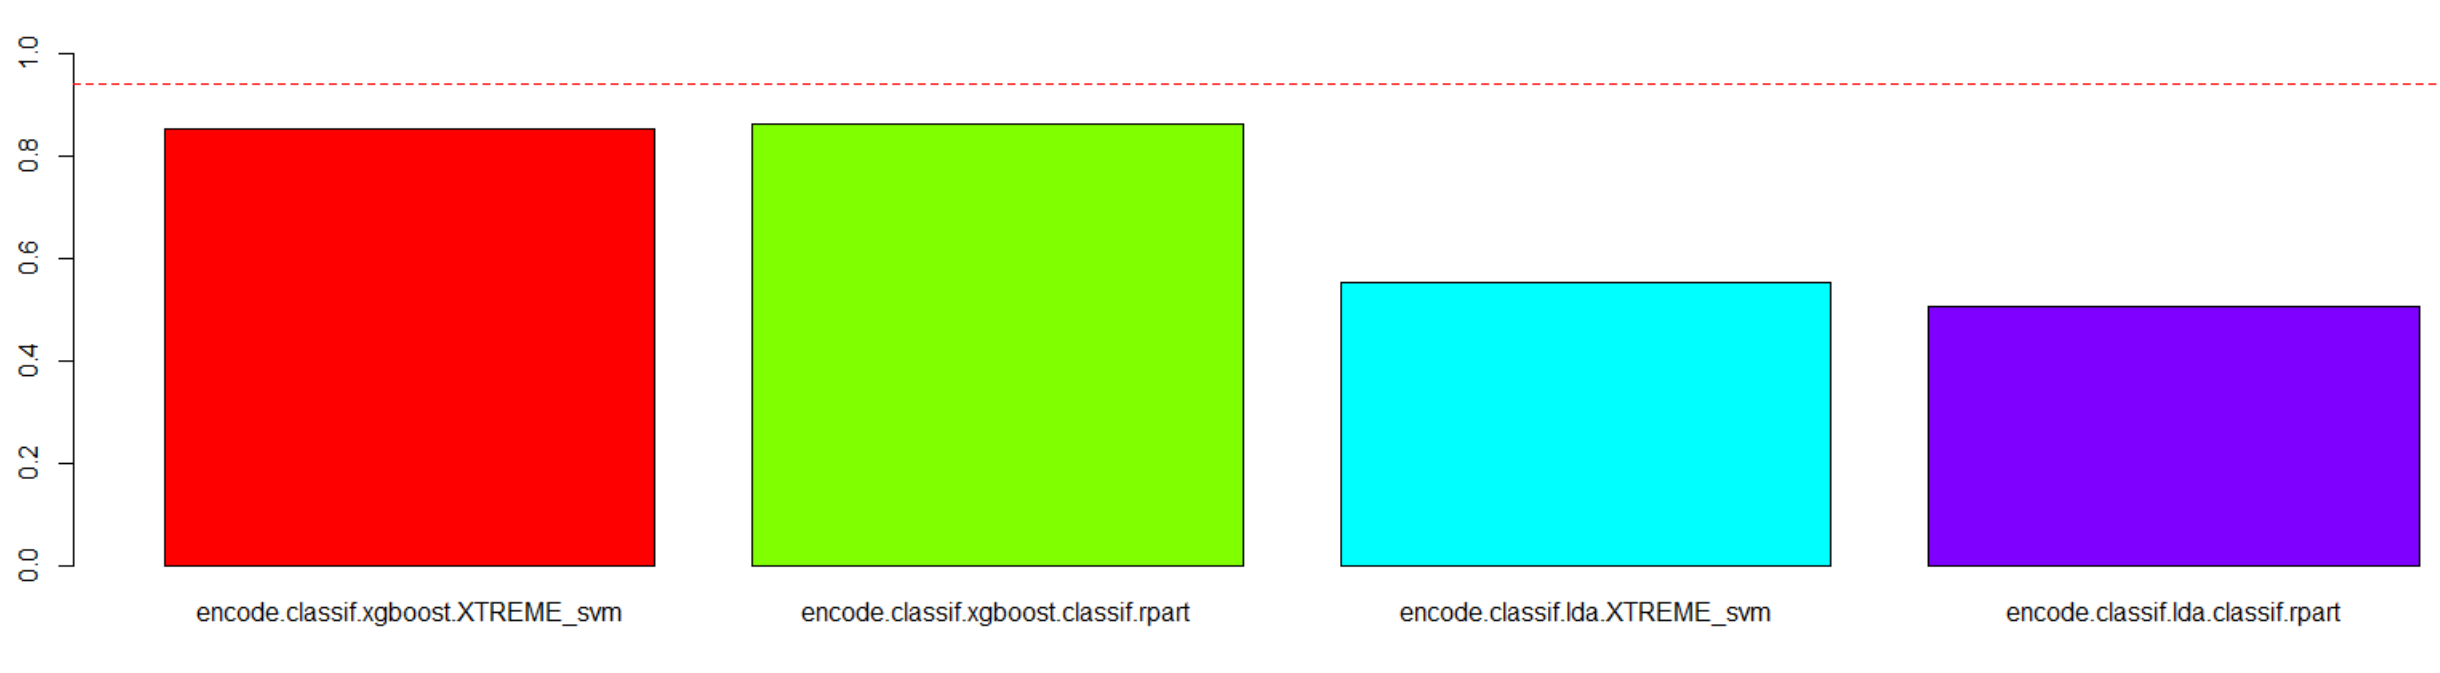 1.0
0.8
0.6
0.4
0.2
0.0
encode.classif.xgboost.XTREME_svm
encode.classif.xgboost.classif.rpart
encode.classif.lda.XTREME_svm
encode.classif.lda.classif.rpart